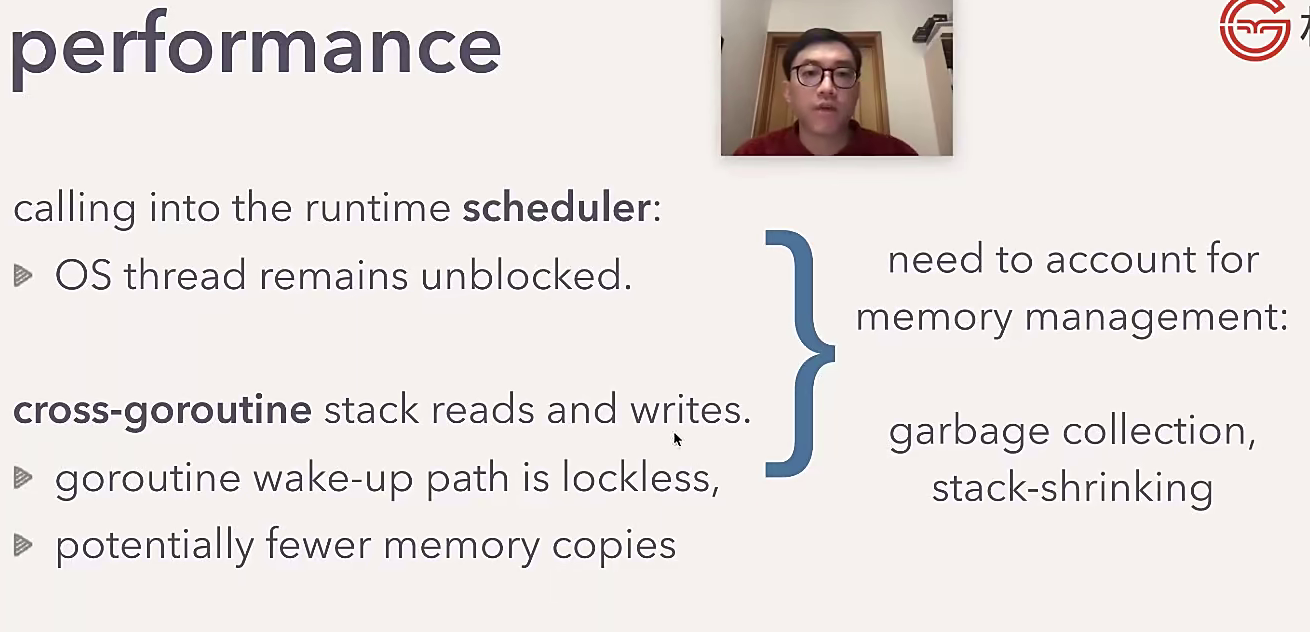 performance
calling into the runtime scheduler:
OS thread remains unblocked.
cross-goroutine stack reads and writes.
goroutine wake-up path is lockless,
potentially fewer memory copies
need to account for
memory management:
garbage collection,
stack-shrinking